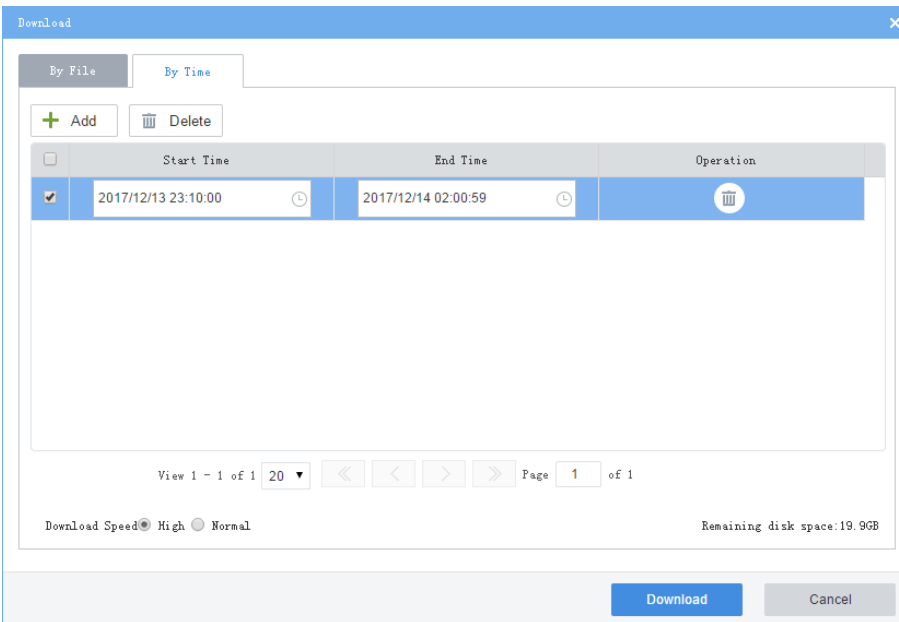 Download
By File By Time
Add Delete
Start Time End Time Operation
2017/12/13 23:10:00 2017/12/14 02:00:59
View 1 - 1 of 1 20 Page 1 of 1
Download Speed High Normal Remaining disk space:19.9GB
Download Cancel